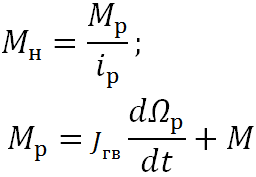 Mн = Mр / iр ;
Mр = Jгв dΩр / dt + M